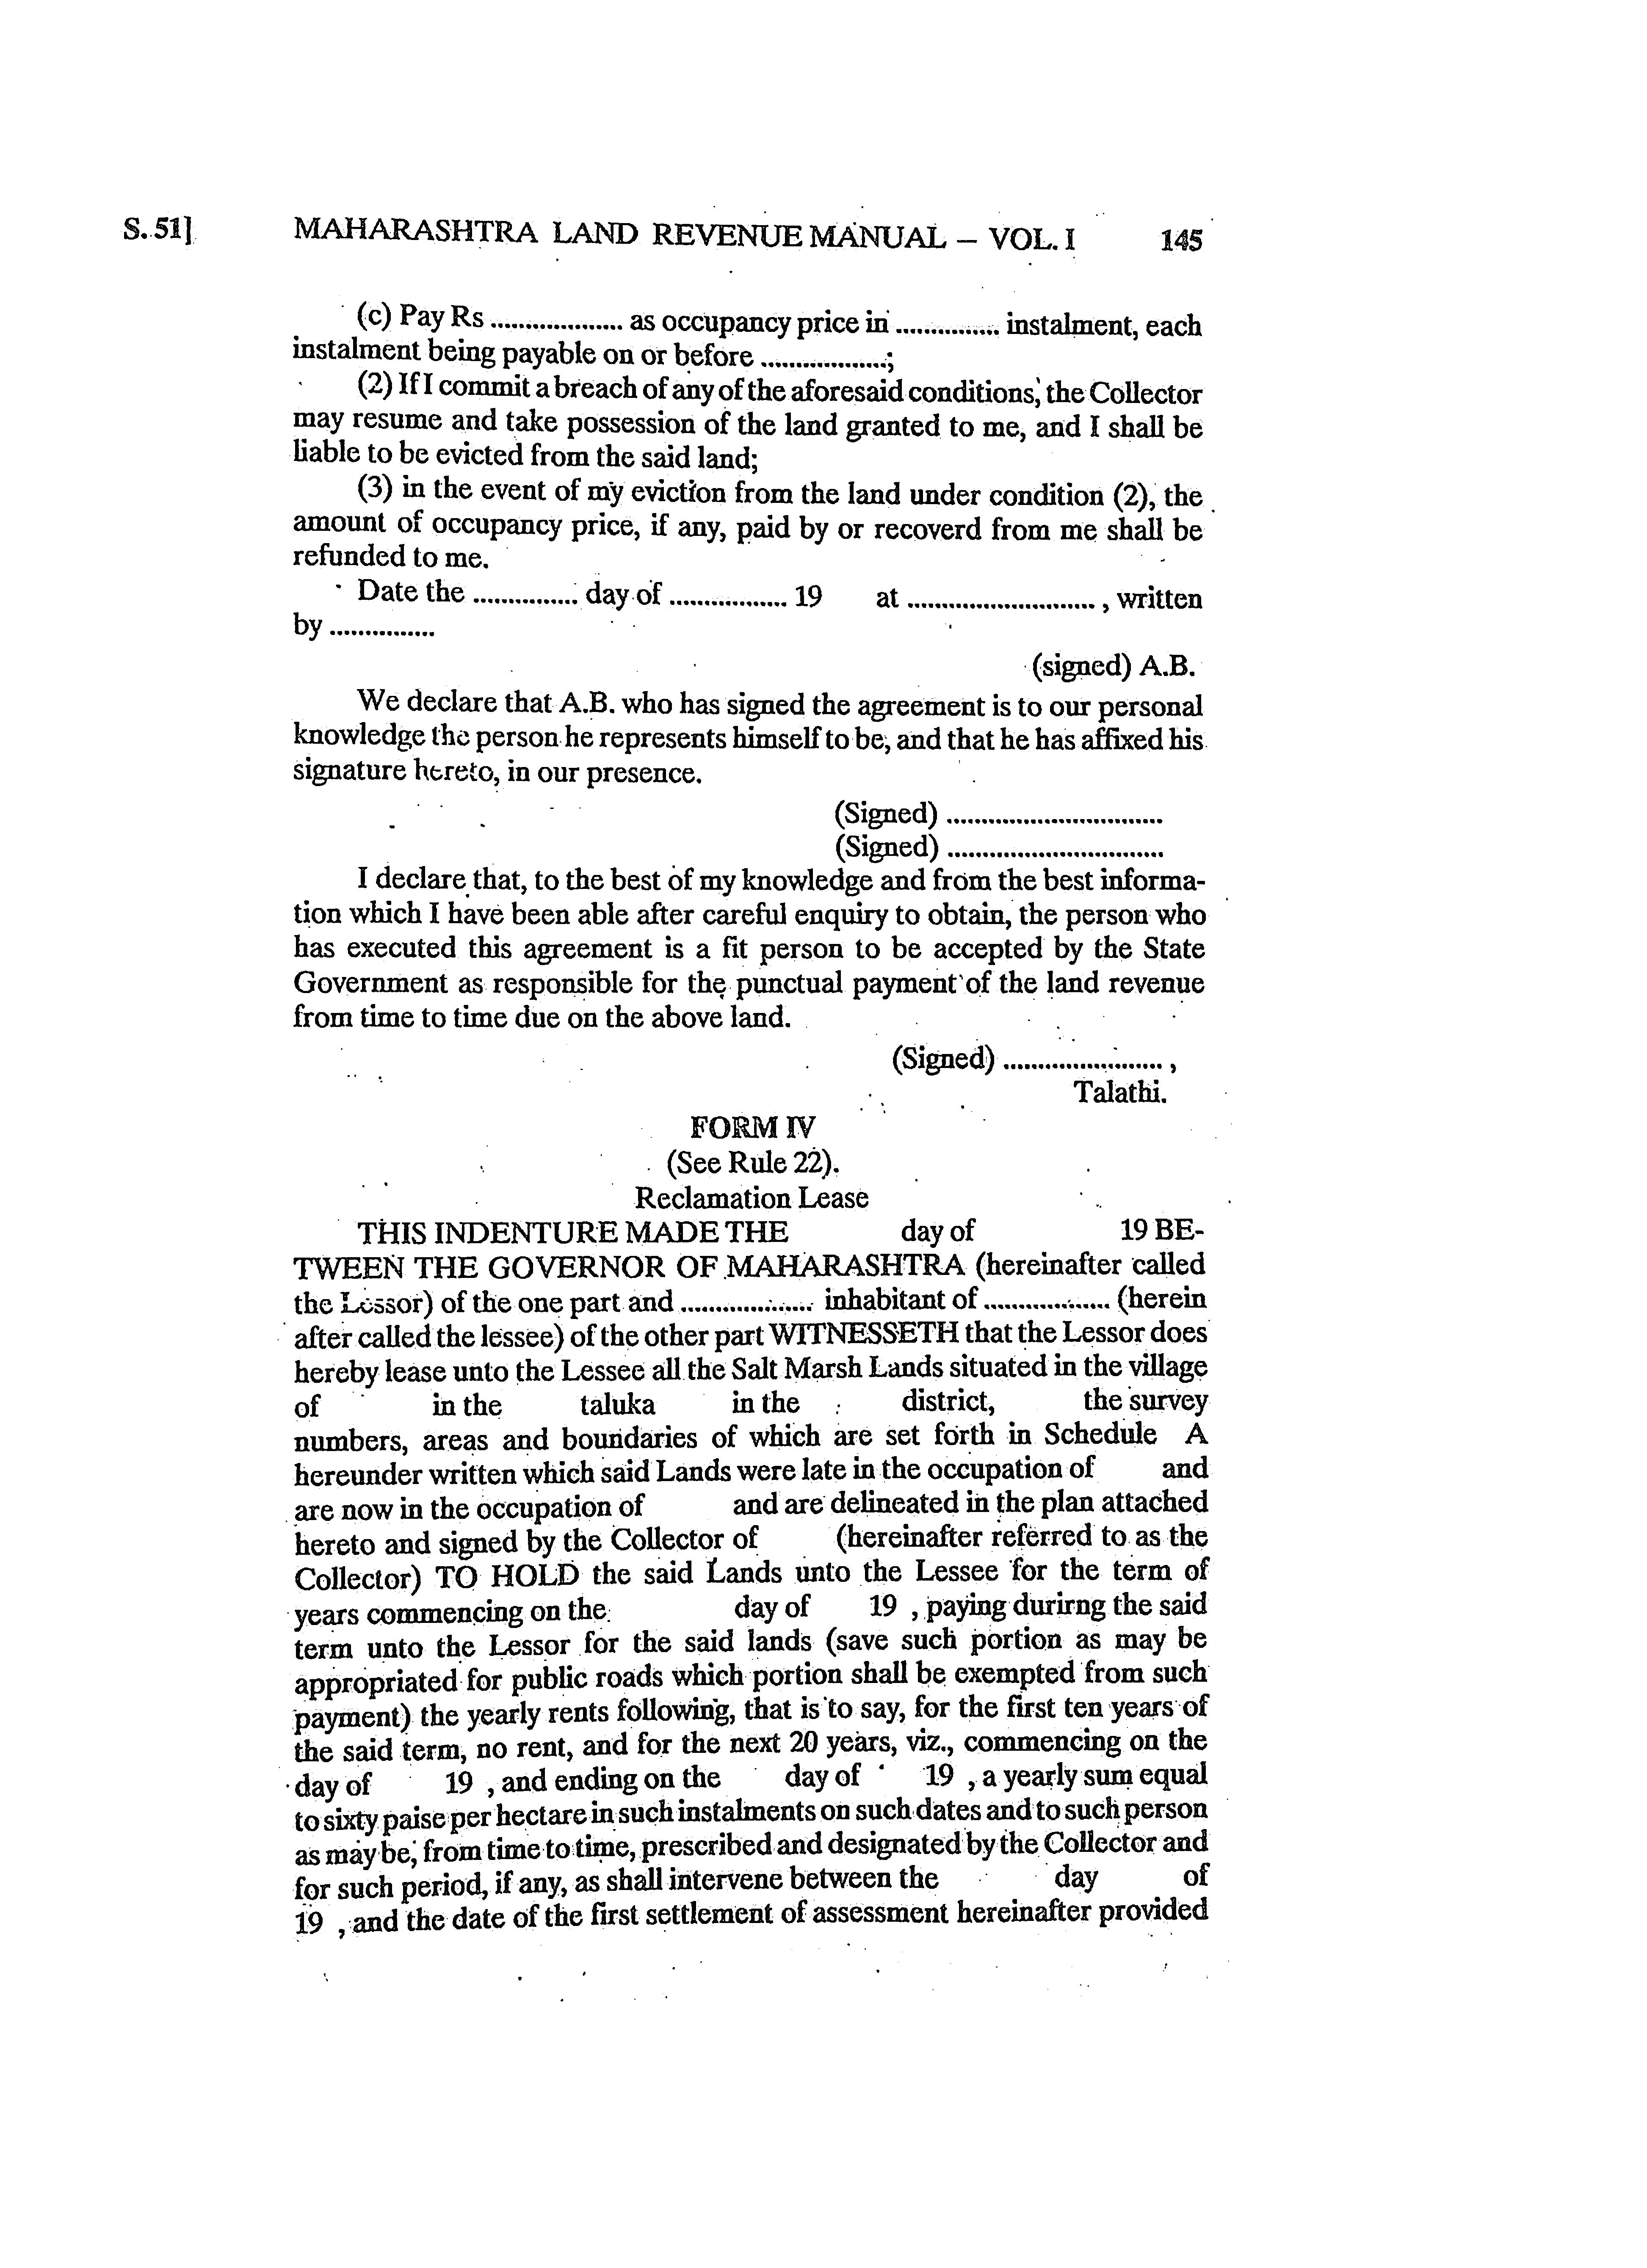 S. 51] MAHARASHTRA LAND REVENUE MANUAL – VOL. I 145
(c) Pay Rs ................... as occupancy price in ............... instalment, each
instalment being payable on or before ..................;
(2) If I commit a breach of any of the aforesaid conditions, the Collector
may resume and take possession of the land granted to me, and I shall be
liable to be evicted from the said land;
(3) in the event of my eviction from the land under condition (2), the
amount of occupancy price, if any, paid by or recoverd from me shall be
refunded to me.
Date the ............... day of ................. 19 at ........................... , written
by ...............
(signed) A.B.
We declare that A.B. who has signed the agreement is to our personal
knowledge the person he represents himself to be, and that he has affixed his
signature hereto, in our presence.
(Signed) ...............................
(Signed) ...............................
I declare that, to the best of my knowledge and from the best informa-
tion which I have been able after careful enquiry to obtain, the person who
has executed this agreement is a fit person to be accepted by the State
Government as responsible for the punctual payment of the land revenue
from time to time due on the above land.
(Signed) ....................... ,
Talathi.
FORM IV
(See Rule 22).
Reclamation Lease
THIS INDENTURE MADE THE day of 19 BE-
TWEEN THE GOVERNOR OF MAHARASHTRA (hereinafter called
the Lessor) of the one part and ................... inhabitant of .................. (herein
after called the lessee) of the other part WITNESSETH that the Lessor does
hereby lease unto the Lessee all the Salt Marsh Lands situated in the village
of in the taluka in the district, the survey
numbers, areas and boundaries of which are set forth in Schedule A
hereunder written which said Lands were late in the occupation of and
are now in the occupation of and are delineated in the plan attached
hereto and signed by the Collector of (hereinafter referred to as the
Collector) TO HOLD the said Lands unto the Lessee for the term of
years commencing on the day of 19 , paying durirng the said
term unto the Lessor for the said lands (save such portion as may be
appropriated for public roads which portion shall be exempted from such
payment) the yearly rents following, that is to say, for the first ten years of
the said term, no rent, and for the next 20 years, viz., commencing on the
day of 19 , and ending on the day of 19 , a yearly sum equal
to sixty paise per hectare in such instalments on such dates and to such person
as may be, from time to time, prescribed and designated by the Collector and
for such period, if any, as shall intervene between the day of
19 , and the date of the first settlement of assessment hereinafter provided